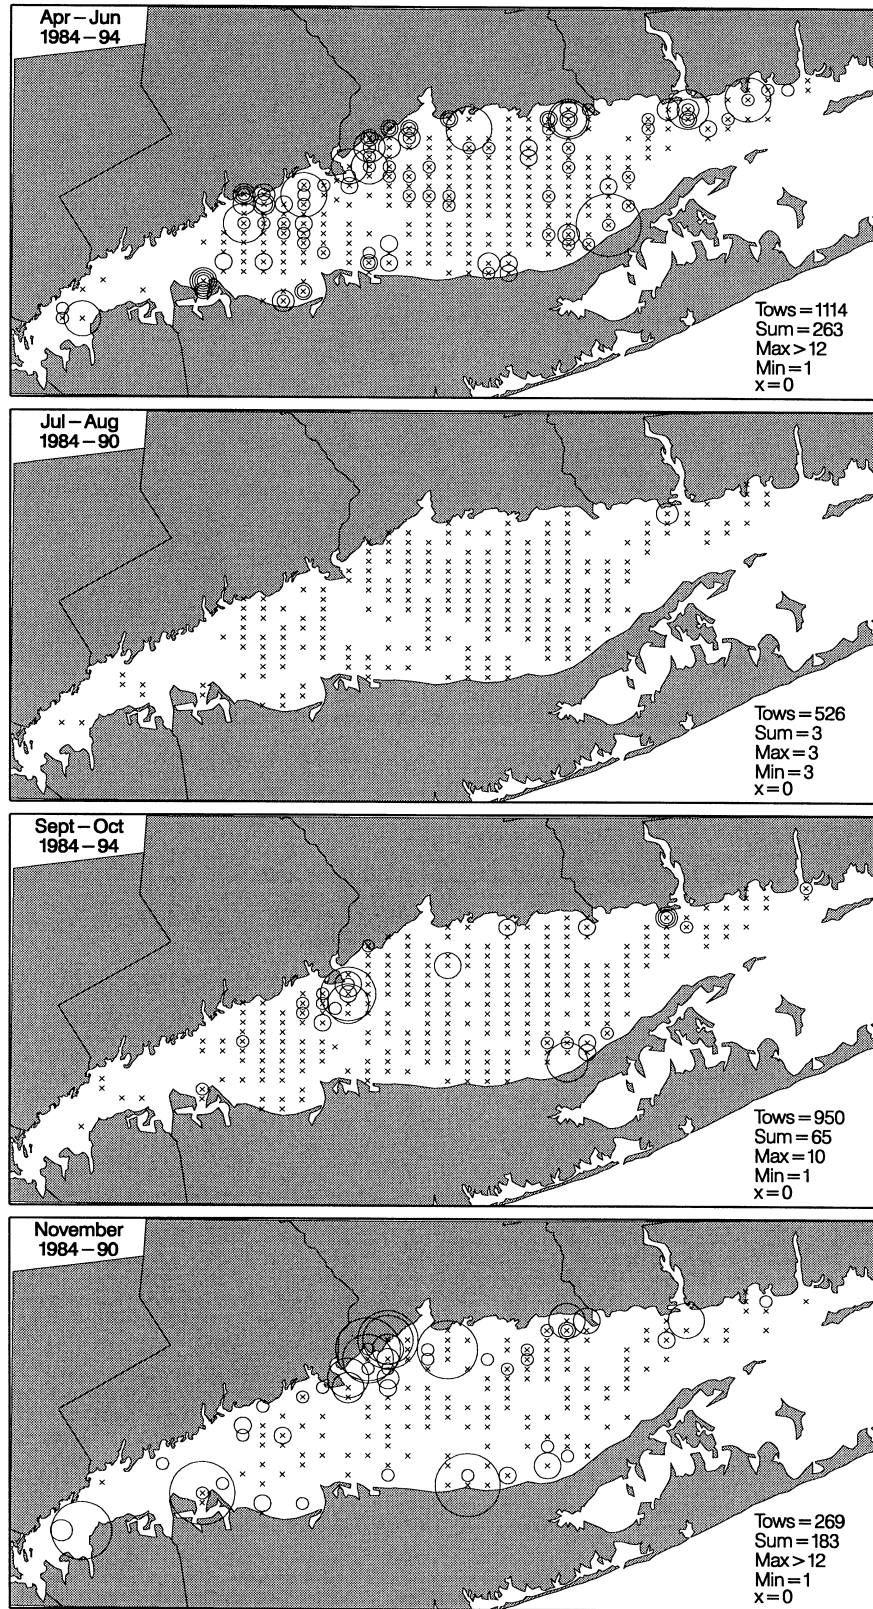 Apr – Jun
1984 – 94
Tows = 1114
Sum = 263
Max > 12
Min = 1
x = 0
Jul – Aug
1984 – 90
Tows = 526
Sum = 3
Max = 3
Min = 3
x = 0
Sept – Oct
1984 – 94
Tows = 950
Sum = 65
Max = 10
Min = 1
x = 0
November
1984 – 90
Tows = 269
Sum = 183
Max > 12
Min = 1
x = 0